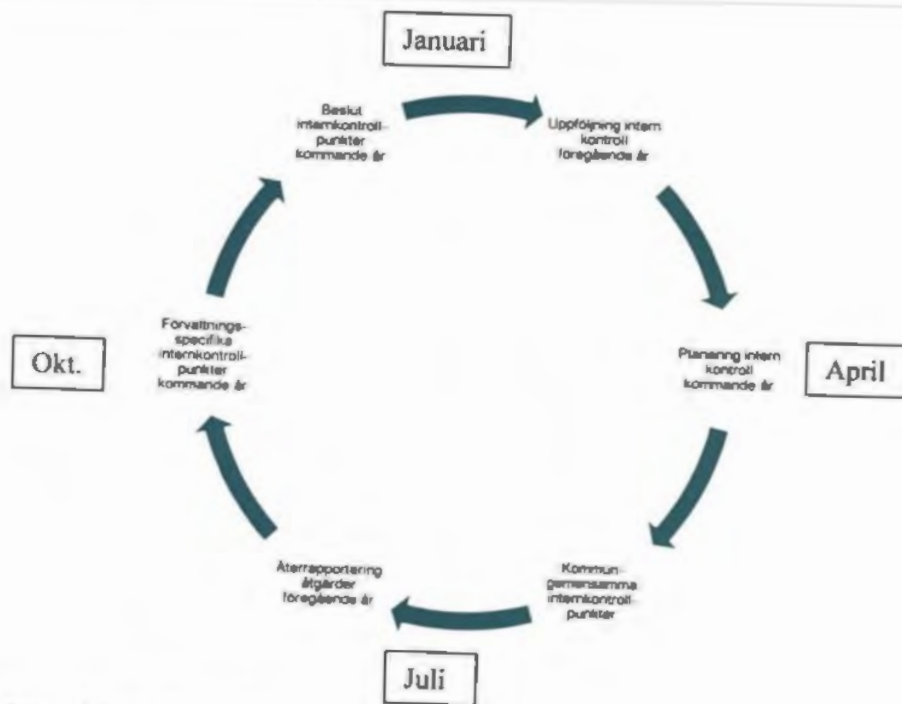 Januari
Beslut
internkontroll-
punkter
kommande år
Uppföljning intern
kontroll
föregående år
Förvaltnings-
specifika
internkontroll-
punkter
kommande år
Okt.
Planering intern
kontroll
kommande år
April
Återrapportering
åtgärder
föregående år
Kommun-
gemensamma
internkontroll-
punkter
Juli